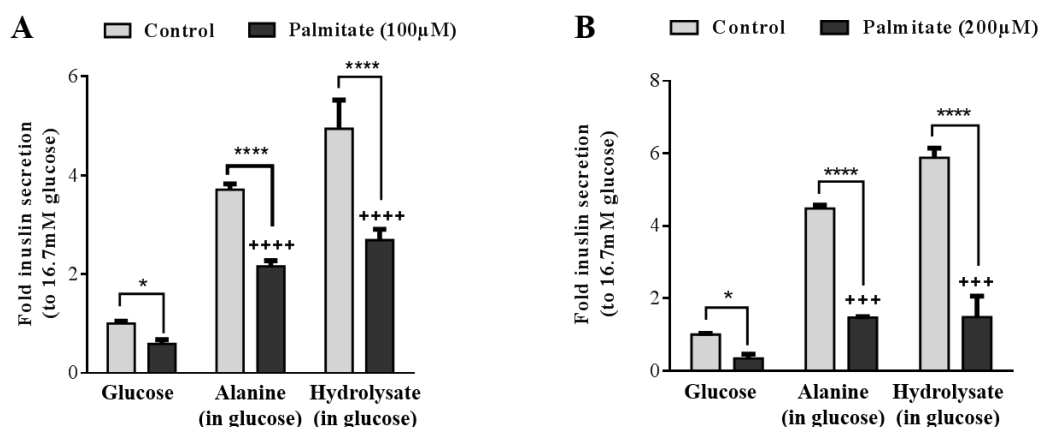 A
Control
Palmitate (100µM)
Fold inuslin secretion
(to 16.7mM glucose)
6
4
2
0
*
****
****
++++
++++
Glucose
Alanine
(in glucose)
Hydrolysate
(in glucose)
B
Control
Palmitate (200µM)
Fold inuslin secretion
(to 16.7mM glucose)
8
6
4
2
0
*
****
****
+++
+++
Glucose
Alanine
(in glucose)
Hydrolysate
(in glucose)